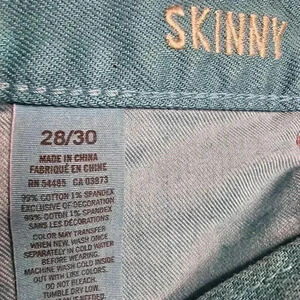 SKINNY
28/30
MADE IN CHINA
FABRIQUÉ EN CHINE
RN 54485 CA 03873
99% COTTON 1% SPANDEX
EXCLUSIVE OF DECORATION
99% COTON 1% SPANDEX
SANS LES DÉCORATIONS
COLOR MAY TRANSFER
WHEN NEW. WASH ONCE
SEPARATELY IN COLD WATER
BEFORE WEARING.
MACHINE WASH COLD INSIDE
OUT WITH LIKE COLORS.
DO NOT BLEACH.
TUMBLE DRY LOW.